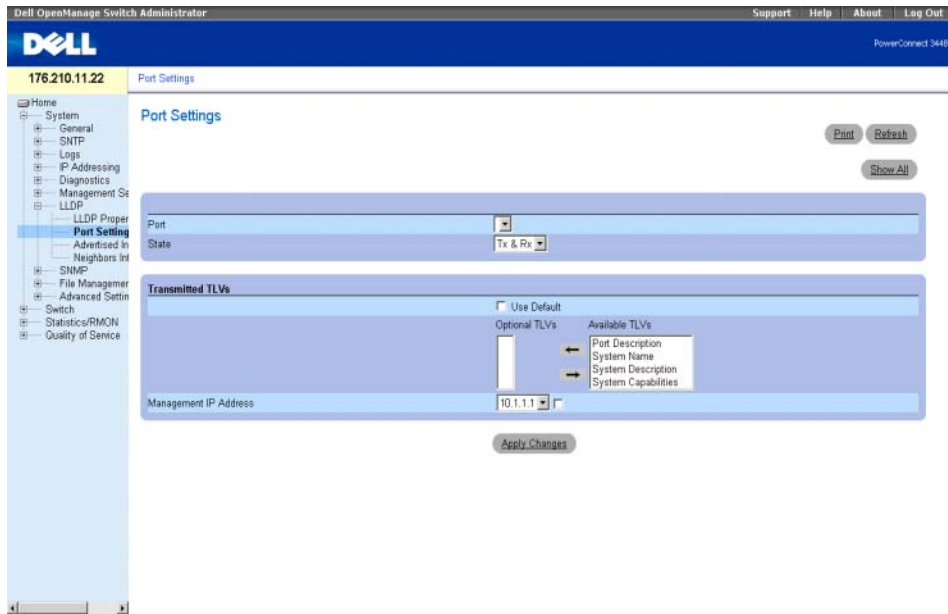 Dell OpenManage Switch Administrator
Support Help About Log Out
DELL
PowerConnect 3448
176.210.11.22
Port Settings
Home
System
General
SNTP
Logs
IP Addressing
Diagnostics
Management Se
LLDP
LLDP Proper
Port Setting
Advertised In
Neighbors Int
SNMP
File Managemer
Advanced Settin
Switch
Statistics/RMON
Quality of Service
Port Settings
Print Refresh
Show All
Port
State Tx & Rx
Transmitted TLVs
Use Default
Optional TLVs Available TLVs
Port Description
System Name
System Description
System Capabilities
Management IP Address 10.1.1.1
Apply Changes